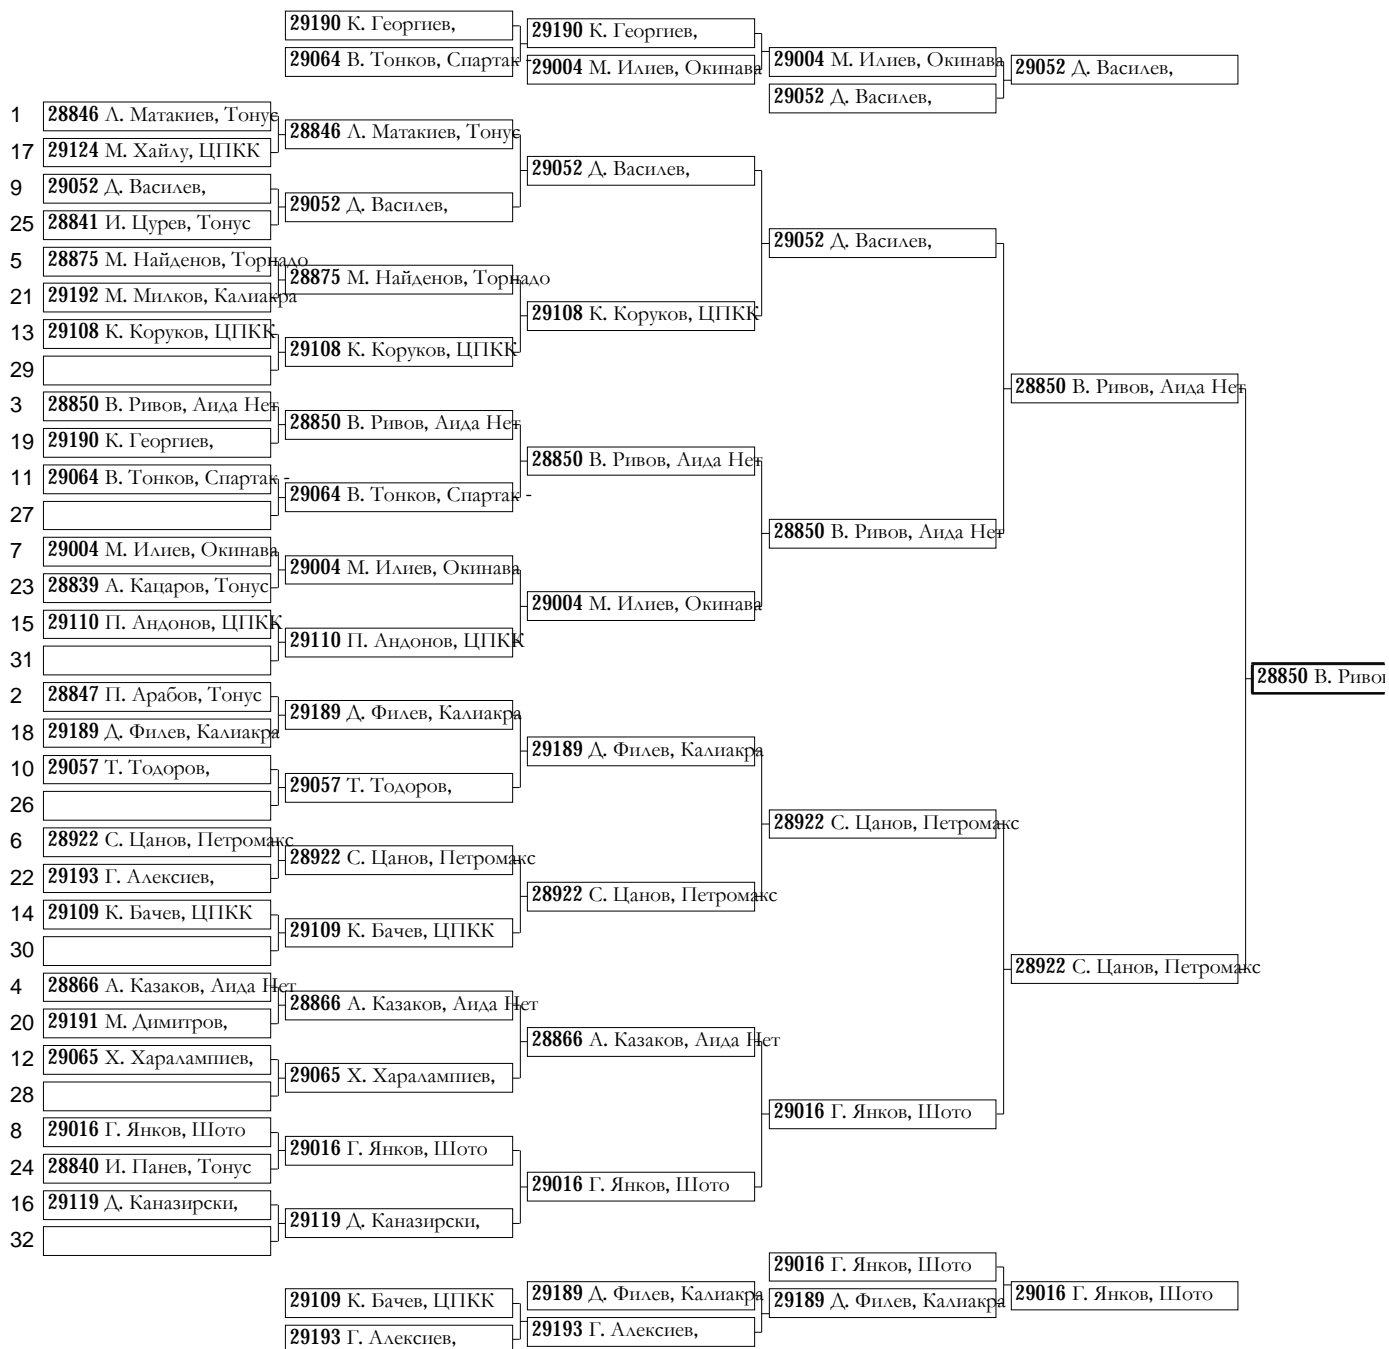 29190 К. Георгиев,
29064 В. Тонков, Спартак -
29190 К. Георгиев,
29004 М. Илиев, Окинава
29004 М. Илиев, Окинава
29052 Д. Василев,
29052 Д. Василев,
1 28846 Л. Матакиев, Тонус
17 29124 М. Хайлу, ЦПКК
9 29052 Д. Василев,
25 28841 И. Цурев, Тонус
5 28875 М. Найденов, Торнадо
21 29192 М. Милков, Калиакра
13 29108 К. Коруков, ЦПКК
29
3 28850 В. Ривов, Аида Нет
19 29190 К. Георгиев,
11 29064 В. Тонков, Спартак -
27
7 29004 М. Илиев, Окинава
23 28839 А. Кацаров, Тонус
15 29110 П. Андонов, ЦПКК
31
2 28847 П. Арабов, Тонус
18 29189 Д. Филев, Калиакра
10 29057 Т. Тодоров,
26
6 28922 С. Цанов, Петромакс
22 29193 Г. Алексиев,
14 29109 К. Бачев, ЦПКК
30
4 28866 А. Казаков, Аида Нет
20 29191 М. Димитров,
12 29065 Х. Харалампиев,
28
8 29016 Г. Янков, Шото
24 28840 И. Панев, Тонус
16 29119 Д. Каназирски,
32
28846 Л. Матакиев, Тонус
29052 Д. Василев,
28875 М. Найденов, Торнадо
29108 К. Коруков, ЦПКК
28850 В. Ривов, Аида Нет
29064 В. Тонков, Спартак -
29004 М. Илиев, Окинава
29110 П. Андонов, ЦПКК
29189 Д. Филев, Калиакра
29057 Т. Тодоров,
28922 С. Цанов, Петромакс
29109 К. Бачев, ЦПКК
28866 А. Казаков, Аида Нет
29065 Х. Харалампиев,
29016 Г. Янков, Шото
29119 Д. Каназирски,
29052 Д. Василев,
29108 К. Коруков, ЦПКК
28850 В. Ривов, Аида Нет
29004 М. Илиев, Окинава
29189 Д. Филев, Калиакра
28922 С. Цанов, Петромакс
28866 А. Казаков, Аида Нет
29016 Г. Янков, Шото
29052 Д. Василев,
28850 В. Ривов, Аида Нет
28922 С. Цанов, Петромакс
29016 Г. Янков, Шото
28850 В. Ривов, Аида Нет
28922 С. Цанов, Петромакс
28850 В. Ривов
29109 К. Бачев, ЦПКК
29193 Г. Алексиев,
29189 Д. Филев, Калиакра
29193 Г. Алексиев,
29016 Г. Янков, Шото
29189 Д. Филев, Калиакра
29016 Г. Янков, Шото